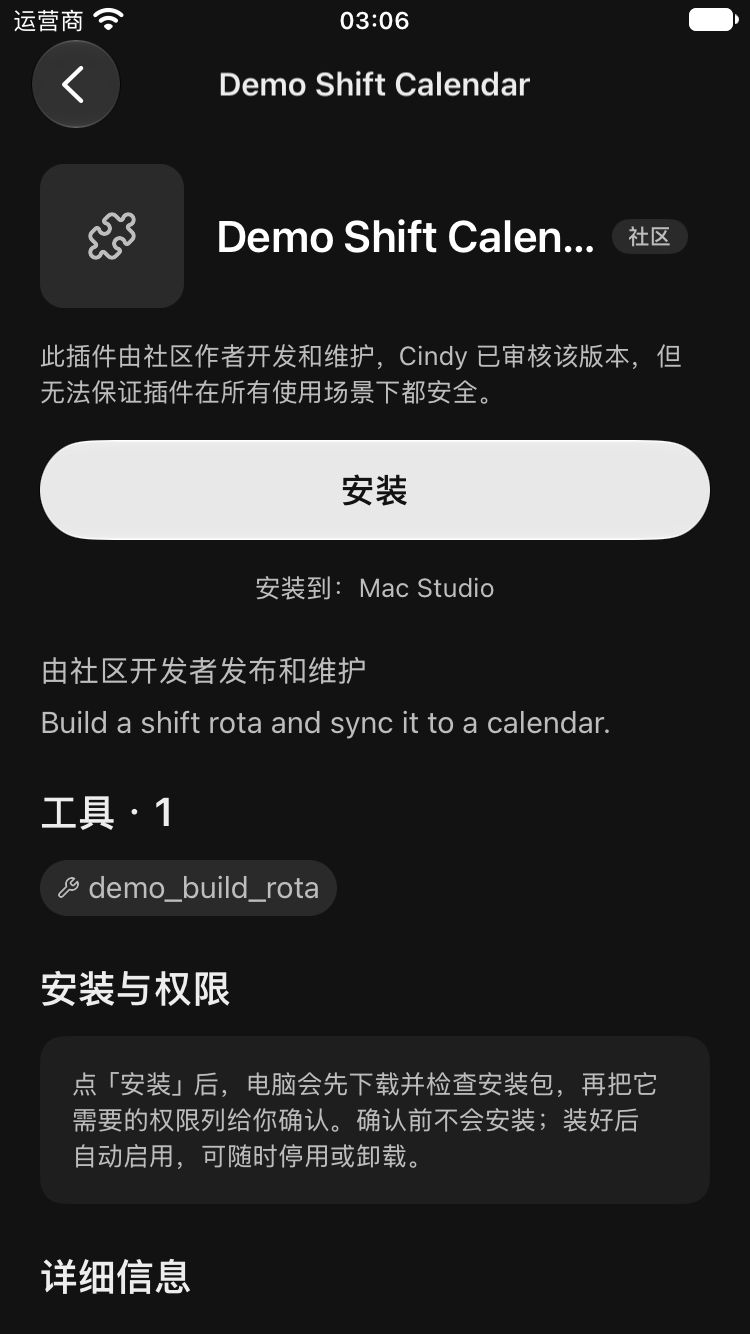 运营商
03:06
Demo Shift Calendar
Demo Shift Calen...
社区
此插件由社区作者开发和维护，Cindy 已审核该版本，但
无法保证插件在所有使用场景下都安全。
安装
安装到：Mac Studio
由社区开发者发布和维护
Build a shift rota and sync it to a calendar.
工具 · 1
demo_build_rota
安装与权限
点「安装」后，电脑会先下载并检查安装包，再把它
需要的权限列给你确认。确认前不会安装；装好后
自动启用，可随时停用或卸载。
详细信息